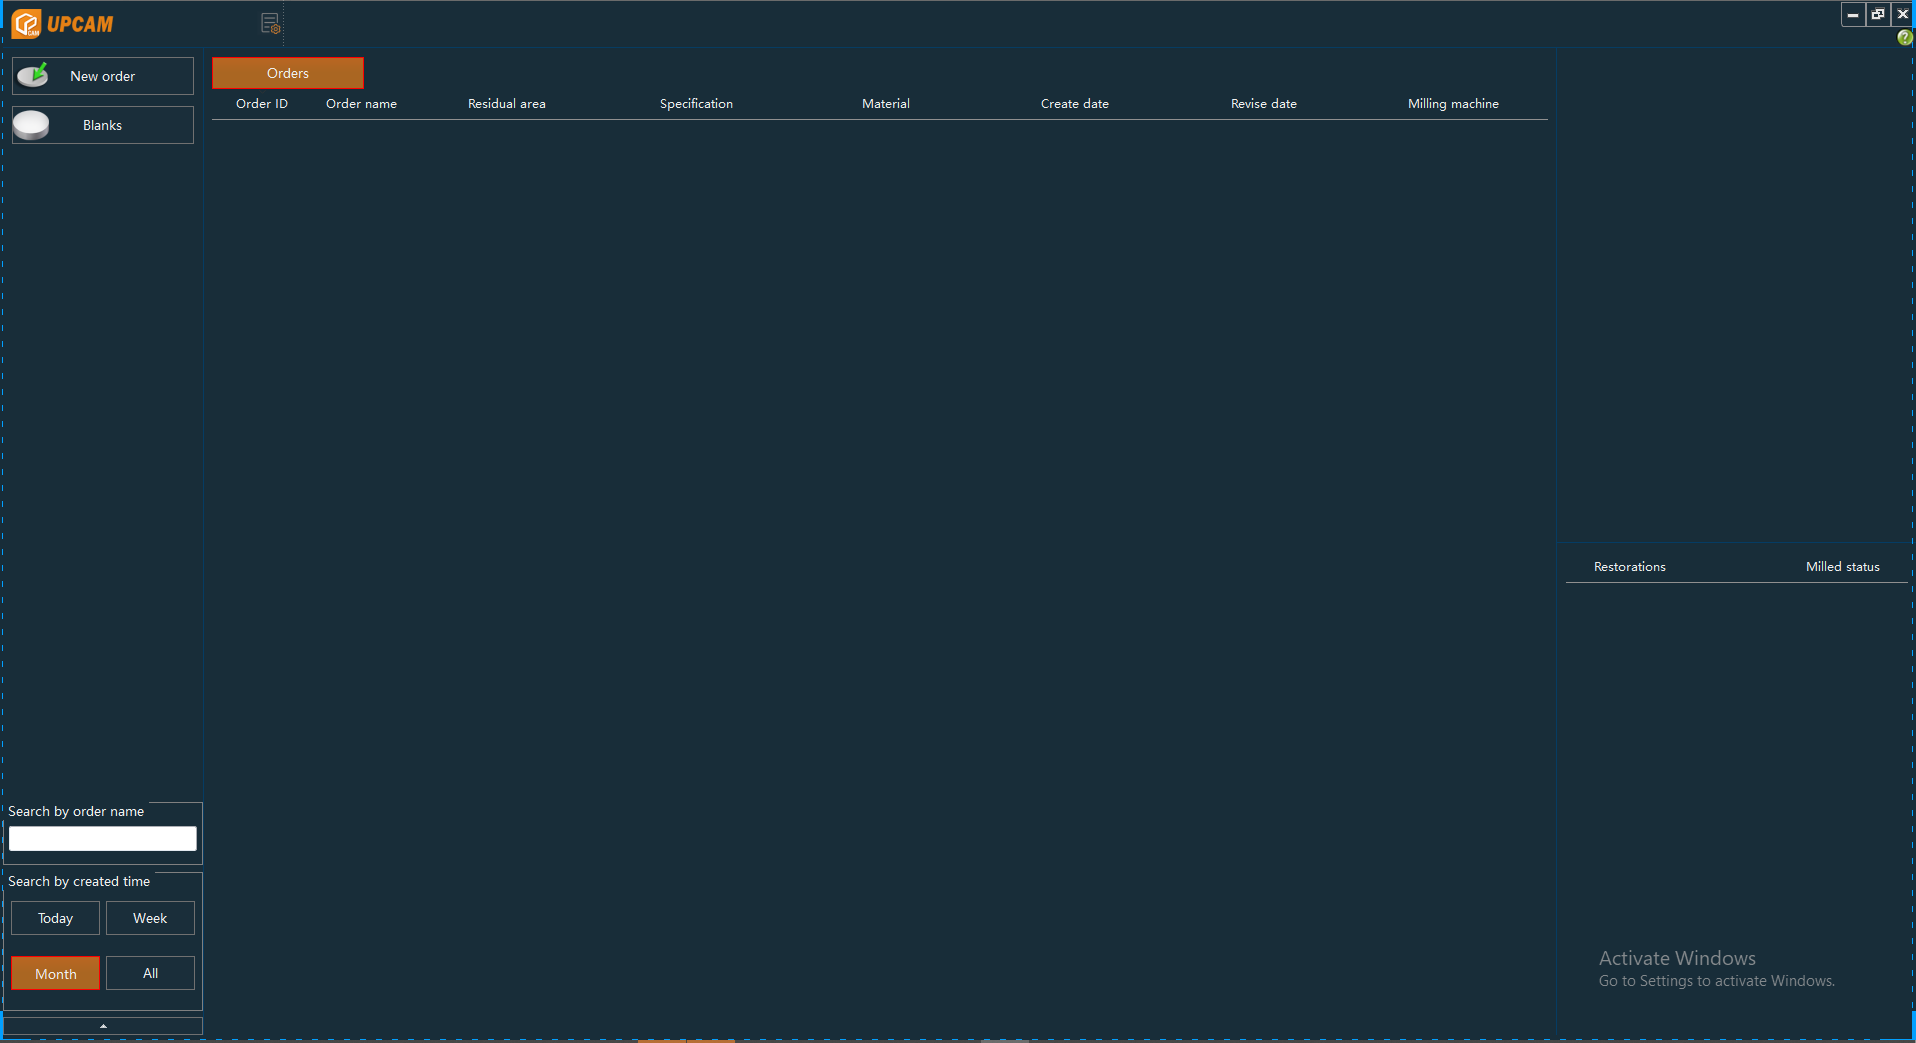 UPCAM
New order
Blanks
Orders
Order ID Order name Residual area Specification Material Create date Revise date Milling machine
Restorations Milled status
Search by order name
Search by created time
Today Week
Month All
Activate Windows
Go to Settings to activate Windows.